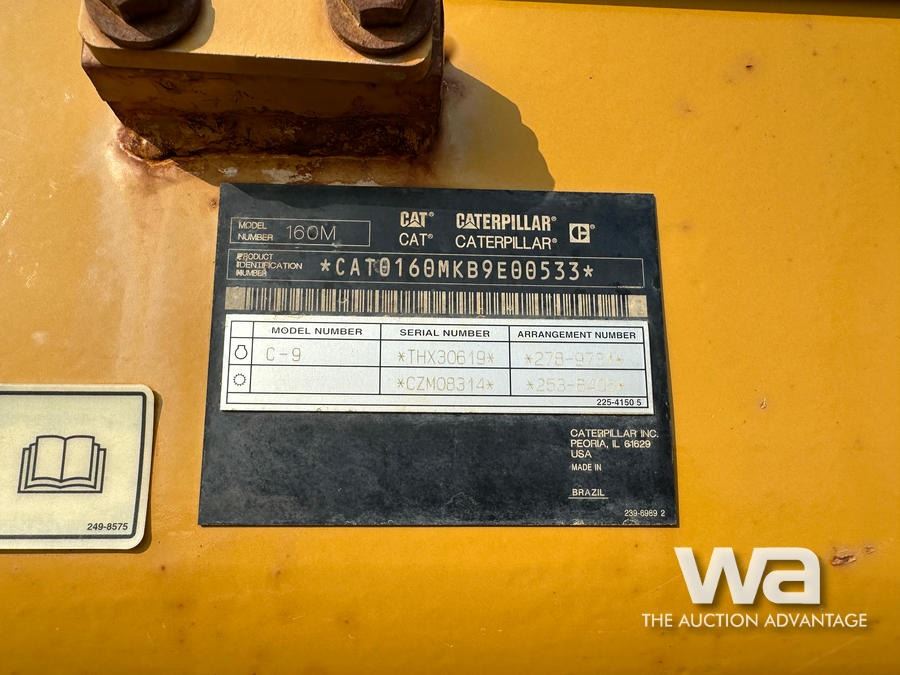 MODEL NUMBER 160M
CAT® CATERPILLAR®
CAT® CATERPILLAR®
PRODUCT IDENTIFICATION NUMBER *CAT0160MKB9E00533*
MODEL NUMBER SERIAL NUMBER ARRANGEMENT NUMBER
C-9 *THX30619*
*CZM08314*
225-4150 5
CATERPILLAR INC.
PEORIA, IL 61629
USA
MADE IN
BRAZIL
239-6989 2
249-8575
wa
THE AUCTION ADVANTAGE